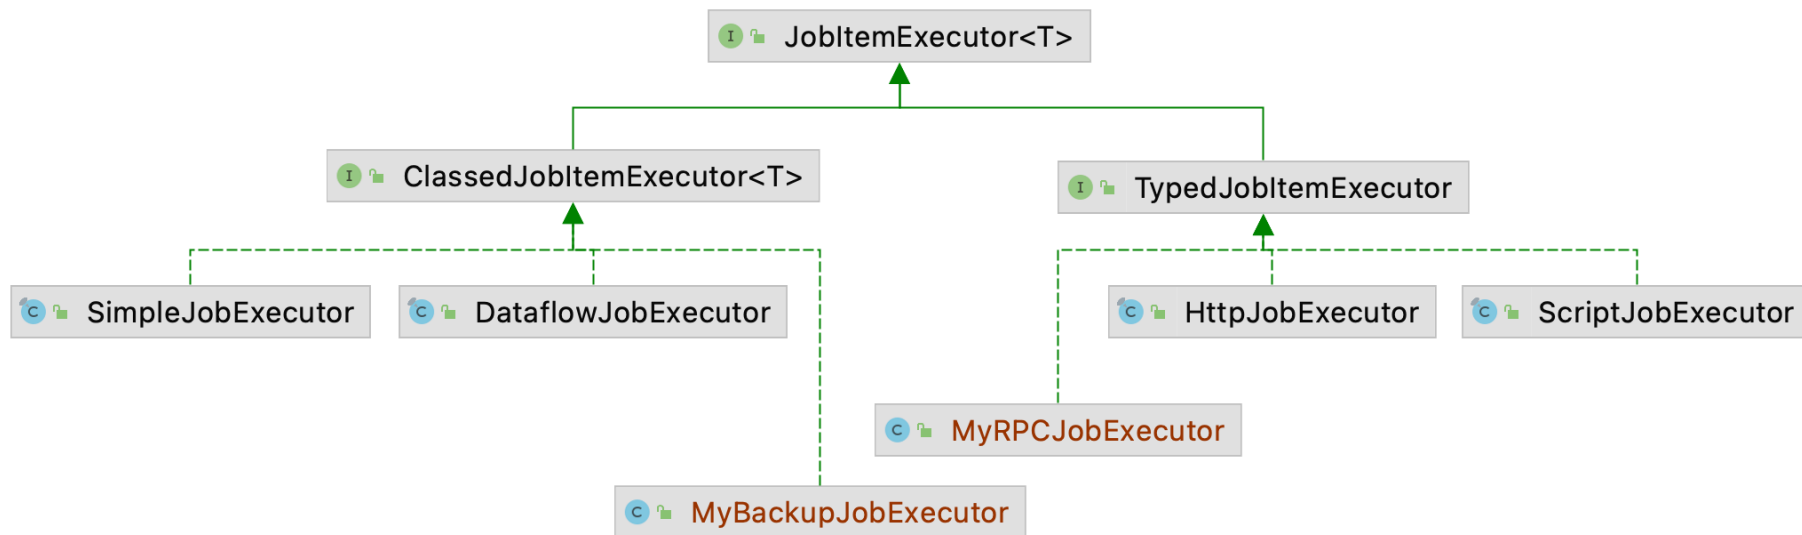 I JobItemExecutor<T>
I ClassedJobItemExecutor<T>
I TypedJobItemExecutor
C SimpleJobExecutor
C DataflowJobExecutor
C HttpJobExecutor
C ScriptJobExecutor
C MyRPCJobExecutor
C MyBackupJobExecutor